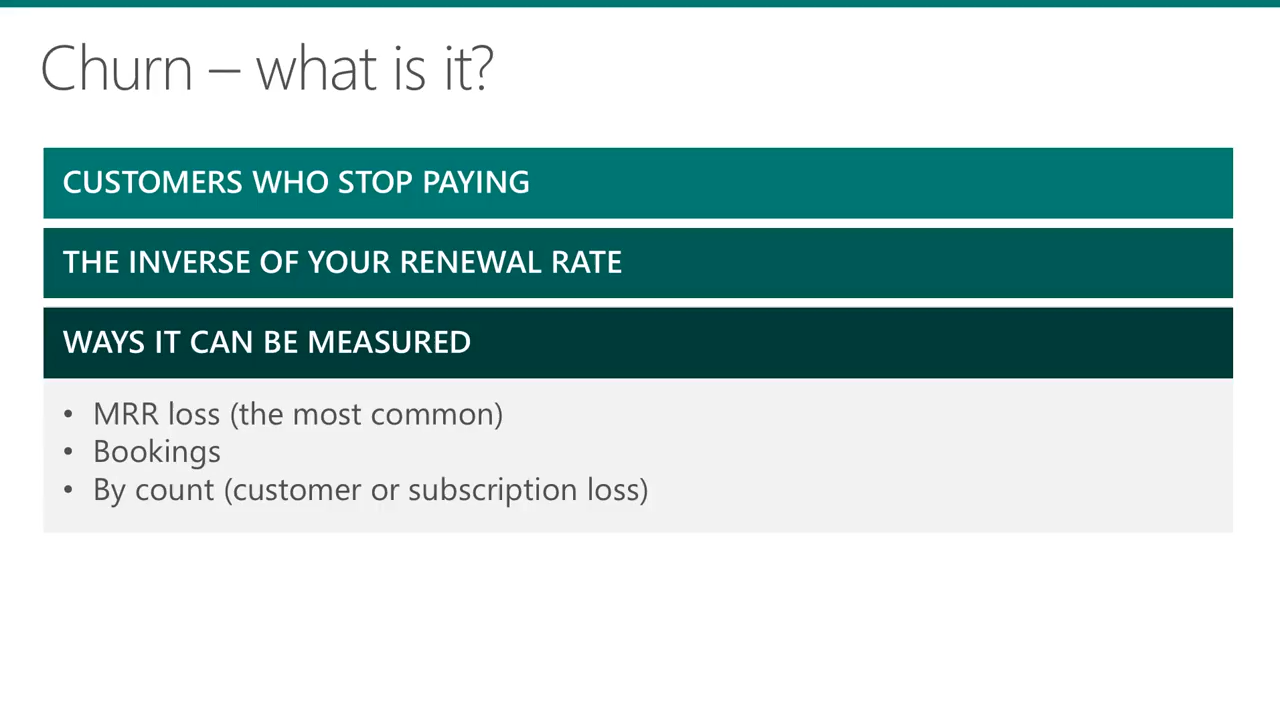 Churn – what is it?
CUSTOMERS WHO STOP PAYING
THE INVERSE OF YOUR RENEWAL RATE
WAYS IT CAN BE MEASURED
• MRR loss (the most common)
• Bookings
• By count (customer or subscription loss)